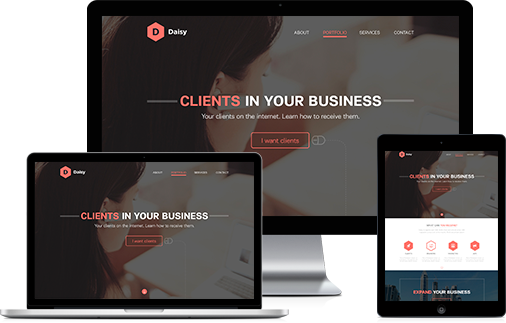 D Daisy
ABOUT PORTFOLIO SERVICES CONTACT
CLIENTS IN YOUR BUSINESS
Your clients on the internet. Learn how to receive them.
I want clients
D Daisy
ABOUT PORTFOLIO SERVICES CONTACT
CLIENTS IN YOUR BUSINESS
Your clients on the internet. Learn how to receive them.
I want clients
Daisy
CLIENTS IN YOUR BUSINESS
EXPAND YOUR BUSINESS